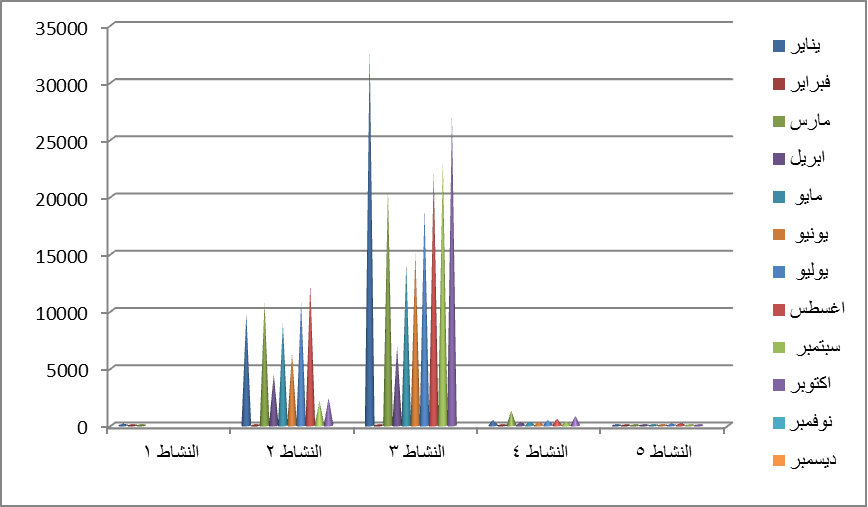 35000
30000
25000
20000
15000
10000
5000
0
النشاط ١
النشاط ٢
النشاط ٣
النشاط ٤
النشاط ٥
يناير
فبراير
مارس
ابريل
مايو
يونيو
يوليو
اغسطس
سبتمبر
اكتوبر
نوفمبر
ديسمبر